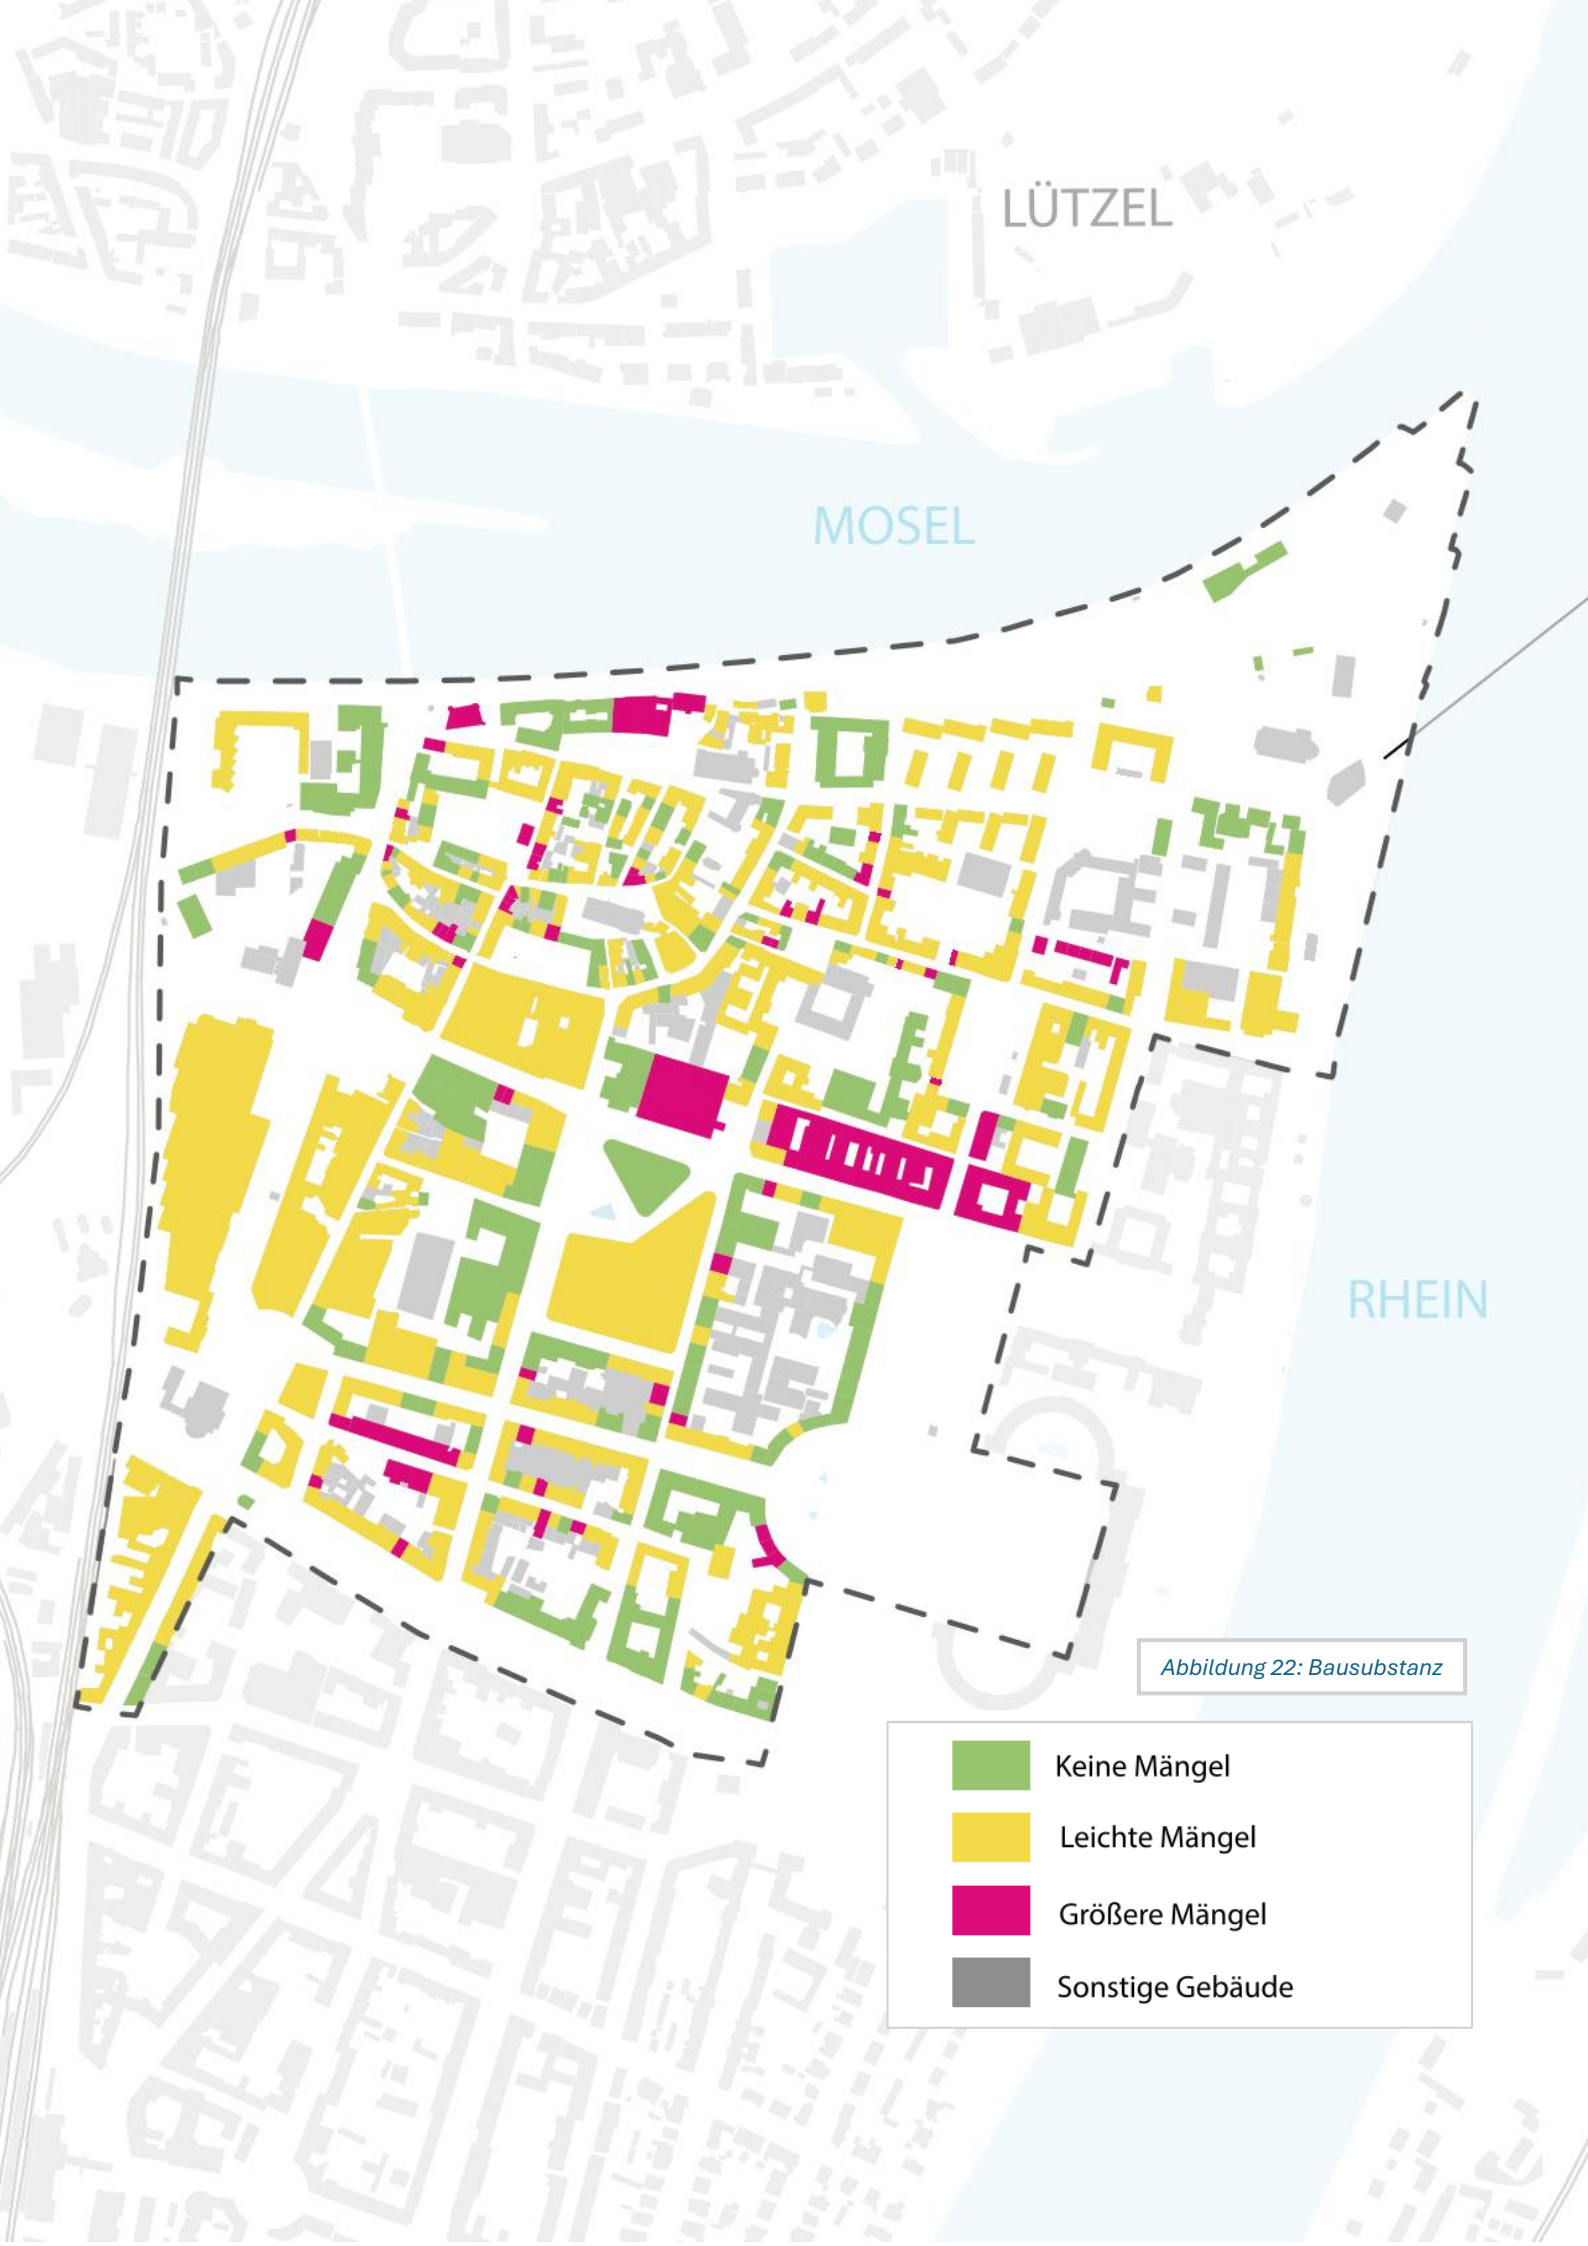 LÜTZEL
MOSEL
RHEIN
Abbildung 22: Bausubstanz
Keine Mängel
Leichte Mängel
Größere Mängel
Sonstige Gebäude